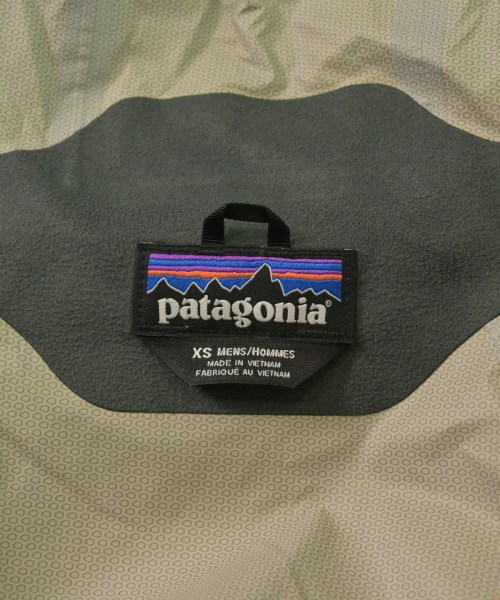 patagonia®
XS MENS/HOMMES
MADE IN VIETNAM
FABRIQUÉ AU VIETNAM